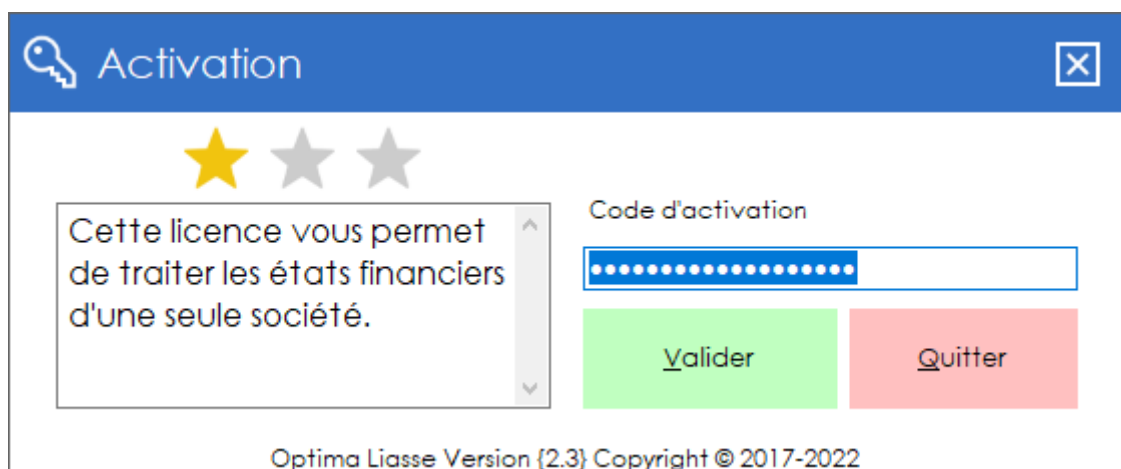 Activation
Cette licence vous permet
de traiter les états financiers
d'une seule société.
Code d'activation
•••••••••••••••••••
Valider
Quitter
Optima Liasse Version {2.3} Copyright © 2017-2022